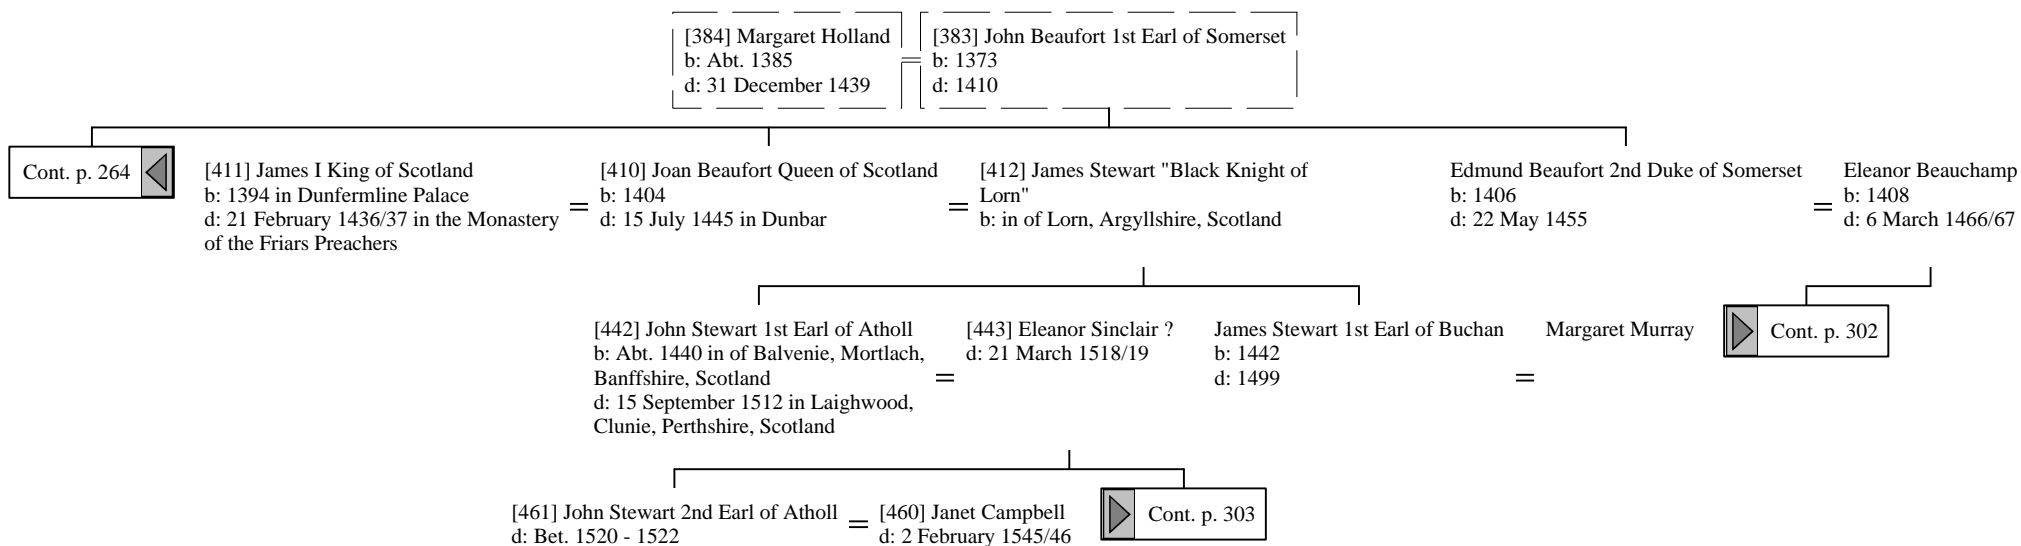 [384] Margaret Holland
b: Abt. 1385
d: 31 December 1439
[383] John Beaufort 1st Earl of Somerset
b: 1373
d: 1410
Cont. p. 264
[411] James I King of Scotland
b: 1394 in Dunfermline Palace
d: 21 February 1436/37 in the Monastery
of the Friars Preachers
=
[410] Joan Beaufort Queen of Scotland
b: 1404
d: 15 July 1445 in Dunbar
=
[412] James Stewart "Black Knight of
Lorn"
b: in of Lorn, Argyllshire, Scotland
Edmund Beaufort 2nd Duke of Somerset
b: 1406
d: 22 May 1455
=
Eleanor Beauchamp
b: 1408
d: 6 March 1466/67
[442] John Stewart 1st Earl of Atholl
b: Abt. 1440 in of Balvenie, Mortlach,
Banffshire, Scotland
d: 15 September 1512 in Laighwood,
Clunie, Perthshire, Scotland
=
[443] Eleanor Sinclair ?
d: 21 March 1518/19
James Stewart 1st Earl of Buchan
b: 1442
d: 1499
=
Margaret Murray
Cont. p. 302
[461] John Stewart 2nd Earl of Atholl
d: Bet. 1520 - 1522
=
[460] Janet Campbell
d: 2 February 1545/46
Cont. p. 303